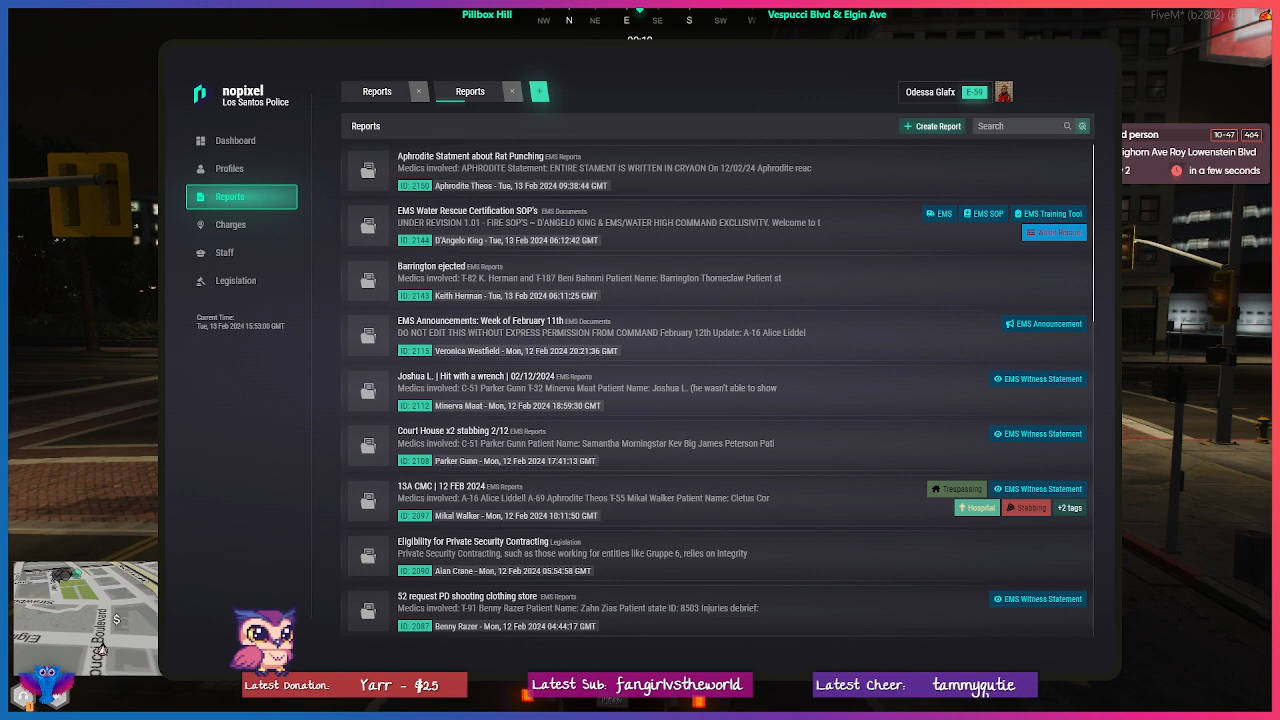 Pillbox Hill
NW N NE E SE S SW W
Vespucci Blvd & Elgin Ave
FiveM* (b2802)
nopixel
Los Santos Police
Reports
Reports
Odessa Glafx E-59
Dashboard
Profiles
Reports
Charges
Staff
Legislation
Current Time:
Tue, 13 Feb 2024 15:53:00 GMT
Reports
Create Report
Search
Aphrodite Statment about Rat Punching EMS Reports
Medics involved: APHRODITE Statement: ENTIRE STAMENT IS WRITTEN IN CRYAON On 12/02/24 Aphrodite reac
ID: 2150 Aphrodite Theos - Tue, 13 Feb 2024 09:38:44 GMT
EMS Water Rescue Certification SOP's EMS Documents
UNDER REVISION 1.01 - FIRE SOP'S ~ D'ANGELO KING & EMS/WATER HIGH COMMAND EXCLUSIVITY. Welcome to t
ID: 2144 D'Angelo King - Tue, 13 Feb 2024 06:12:42 GMT
EMS EMS SOP EMS Training Tool
Water Rescue
Barrington ejected EMS Reports
Medics involved: T-82 K. Herman and T-187 Beni Bahnmi Patient Name: Barrington Thorneclaw Patient st
ID: 2143 Keith Herman - Tue, 13 Feb 2024 06:11:25 GMT
EMS Announcements: Week of February 11th EMS Documents
DO NOT EDIT THIS WITHOUT EXPRESS PERMISSION FROM COMMAND February 12th Update: A-16 Alice Liddel
ID: 2115 Veronica Westfield - Mon, 12 Feb 2024 20:21:36 GMT
EMS Announcement
Joshua L. | Hit with a wrench | 02/12/2024 EMS Reports
Medics involved: C-51 Parker Gunn T-32 Minerva Maat Patient Name: Joshua L. (he wasn't able to show
ID: 2112 Minerva Maat - Mon, 12 Feb 2024 18:59:30 GMT
EMS Witness Statement
Court House x2 stabbing 2/12 EMS Reports
Medics involved: C-51 Parker Gunn Patient Name: Samantha Morningstar Kev Big James Peterson Pati
ID: 2108 Parker Gunn - Mon, 12 Feb 2024 17:41:13 GMT
EMS Witness Statement
13A CMC | 12 FEB 2024 EMS Reports
Medics involved: A-16 Alice Liddell A-69 Aphrodite Theos T-55 Mikal Walker Patient Name: Cletus Cor
ID: 2097 Mikal Walker - Mon, 12 Feb 2024 10:11:50 GMT
Trespassing EMS Witness Statement
Hospital Stabbing +2 tags
Eligibility for Private Security Contracting Legislation
Private Security Contracting, such as those working for entities like Gruppe 6, relies on Integrity
ID: 2090 Alan Crane - Mon, 12 Feb 2024 05:54:58 GMT
52 request PD shooting clothing store EMS Reports
Medics involved: T-91 Benny Razer Patient Name: Zahn Zias Patient state ID: 8503 Injuries debrief:
ID: 2087 Benny Razer - Mon, 12 Feb 2024 04:44:17 GMT
EMS Witness Statement
d person 10-47 464
ighorn Ave Roy Lowenstein Blvd
2 in a few seconds
Elgin
Latest Donation: Yarr - $25
Latest Sub: fangirlvstheworld
Latest Cheer: tammyqutie